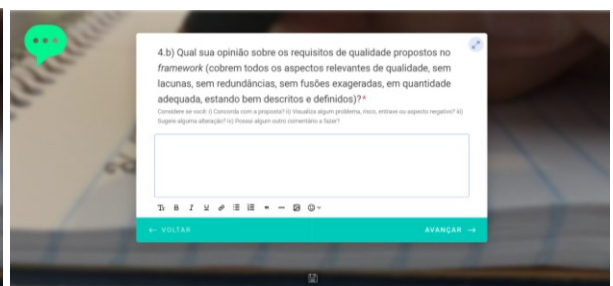 4.b) Qual sua opinião sobre os requisitos de qualidade propostos no
framework (cobrem todos os aspectos relevantes de qualidade, sem
lacunas, sem redundâncias, sem fusões exageradas, em quantidade
adequada, estando bem descritos e definidos)?*
Considere se você: i) Concorda com a proposta? ii) Visualiza algum problema, risco, entrave ou aspecto negativo? iii)
Sugere alguma alteração? iv) Possui algum outro comentário a fazer?
← VOLTAR AVANÇAR →